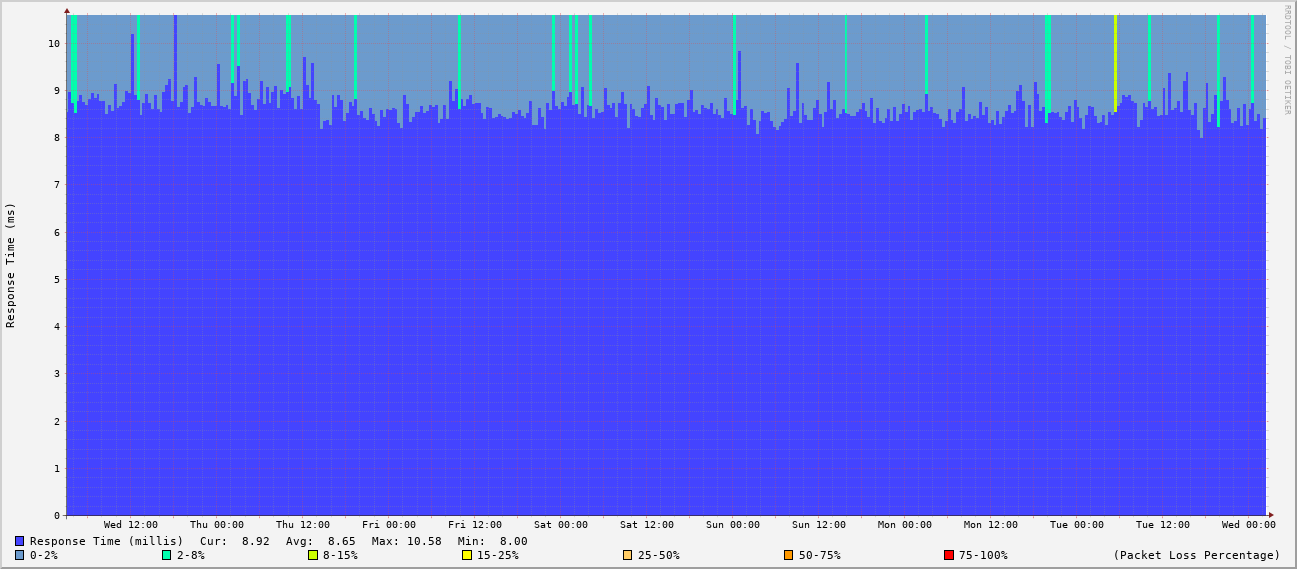 RRDTOOL / TOBI OETIKER
Response Time (ms)
10
9
8
7
6
5
4
3
2
1
0
Wed 12:00 Thu 00:00 Thu 12:00 Fri 00:00 Fri 12:00 Sat 00:00 Sat 12:00 Sun 00:00 Sun 12:00 Mon 00:00 Mon 12:00 Tue 00:00 Tue 12:00 Wed 00:00
Response Time (millis) Cur: 8.92 Avg: 8.65 Max: 10.58 Min: 8.00
0-2% 2-8% 8-15% 15-25% 25-50% 50-75% 75-100% (Packet Loss Percentage)